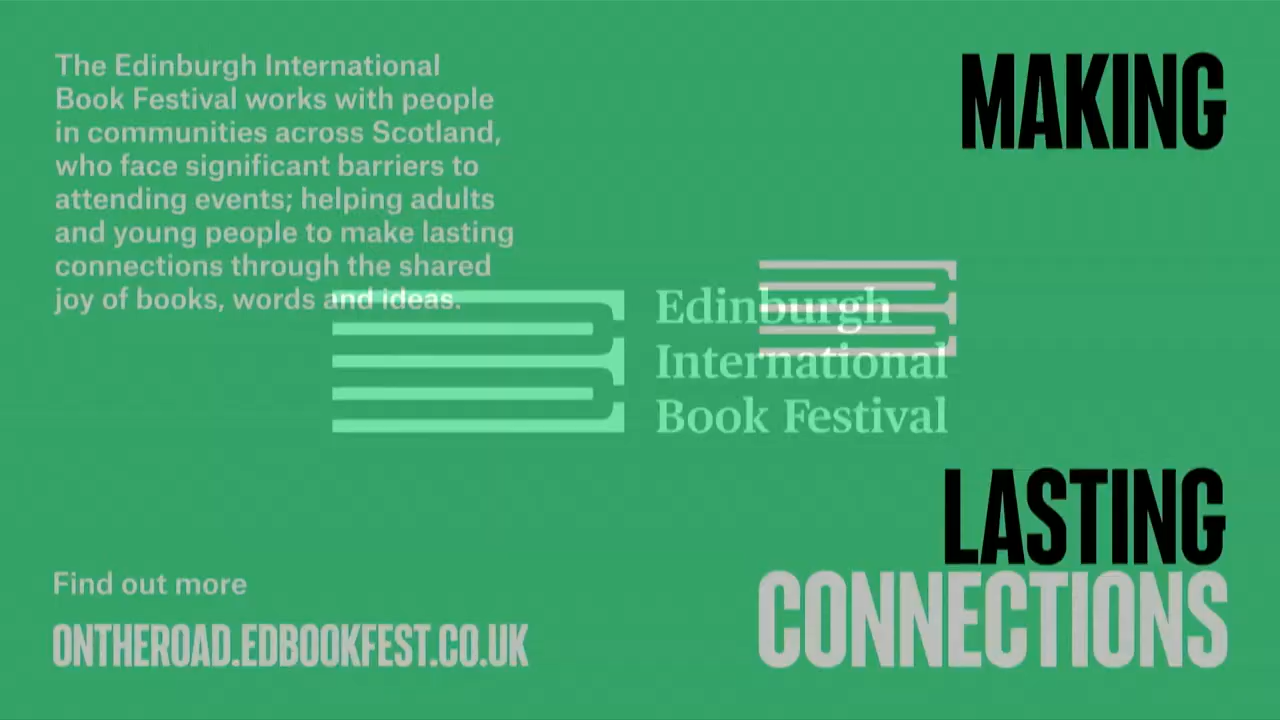 The Edinburgh International
Book Festival works with people
in communities across Scotland,
who face significant barriers to
attending events; helping adults
and young people to make lasting
connections through the shared
joy of books, words and ideas.
MAKING
Edinburgh
International
Book Festival
LASTING
CONNECTIONS
Find out more
ONTHEROAD.EDBOOKFEST.CO.UK